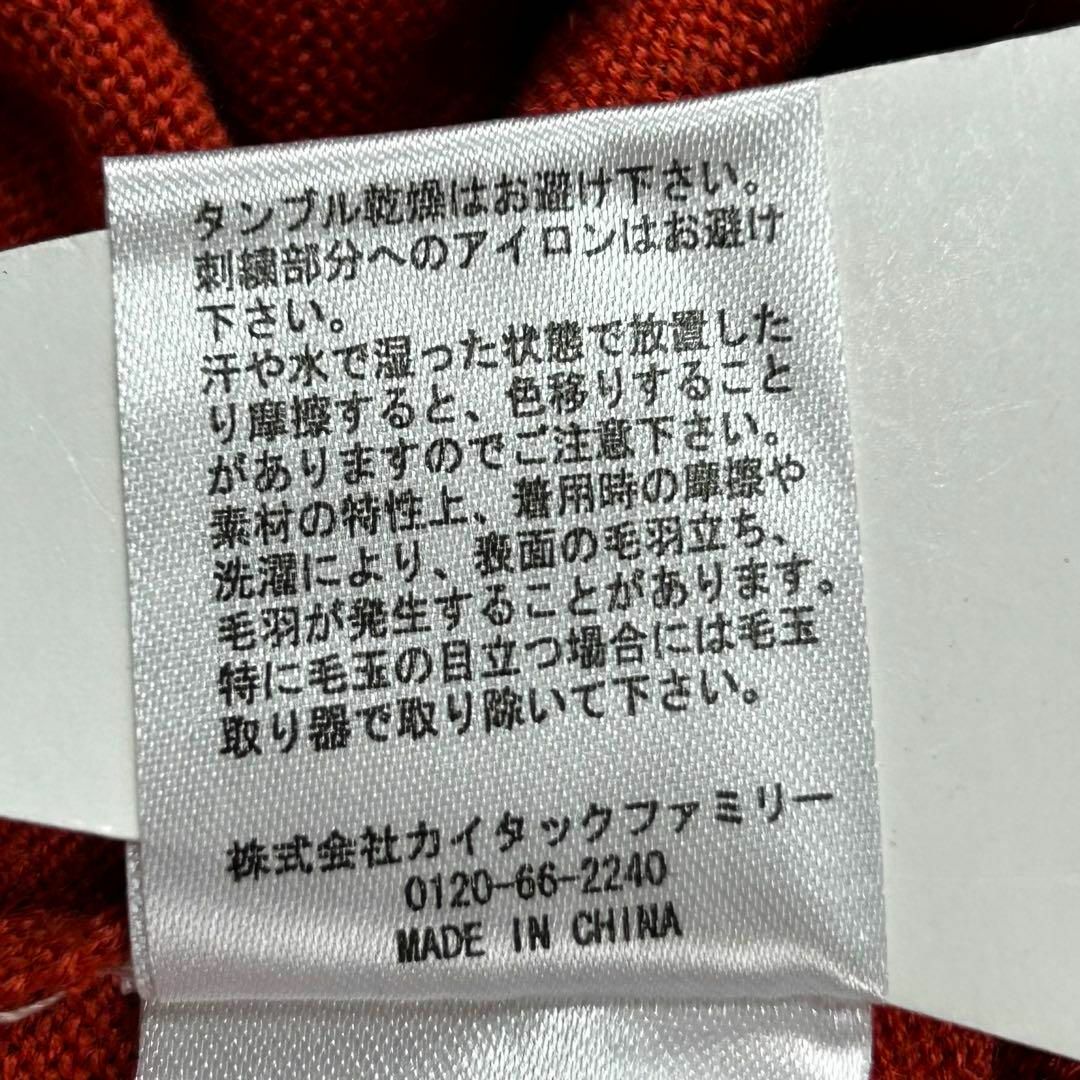 タンブル乾燥はお避け下さい。
刺繍部分へのアイロンはお避け
下さい。
汗や水で湿った状態で放置した
り摩擦すると、色移りすること
がありますのでご注意下さい。
素材の特性上、着用時の摩擦や
洗濯により、表面の毛羽立ち、
毛羽が発生することがあります。
特に毛玉の目立つ場合には毛玉
取り器で取り除いて下さい。
株式会社カイタックファミリー
0120-66-2240
MADE IN CHINA